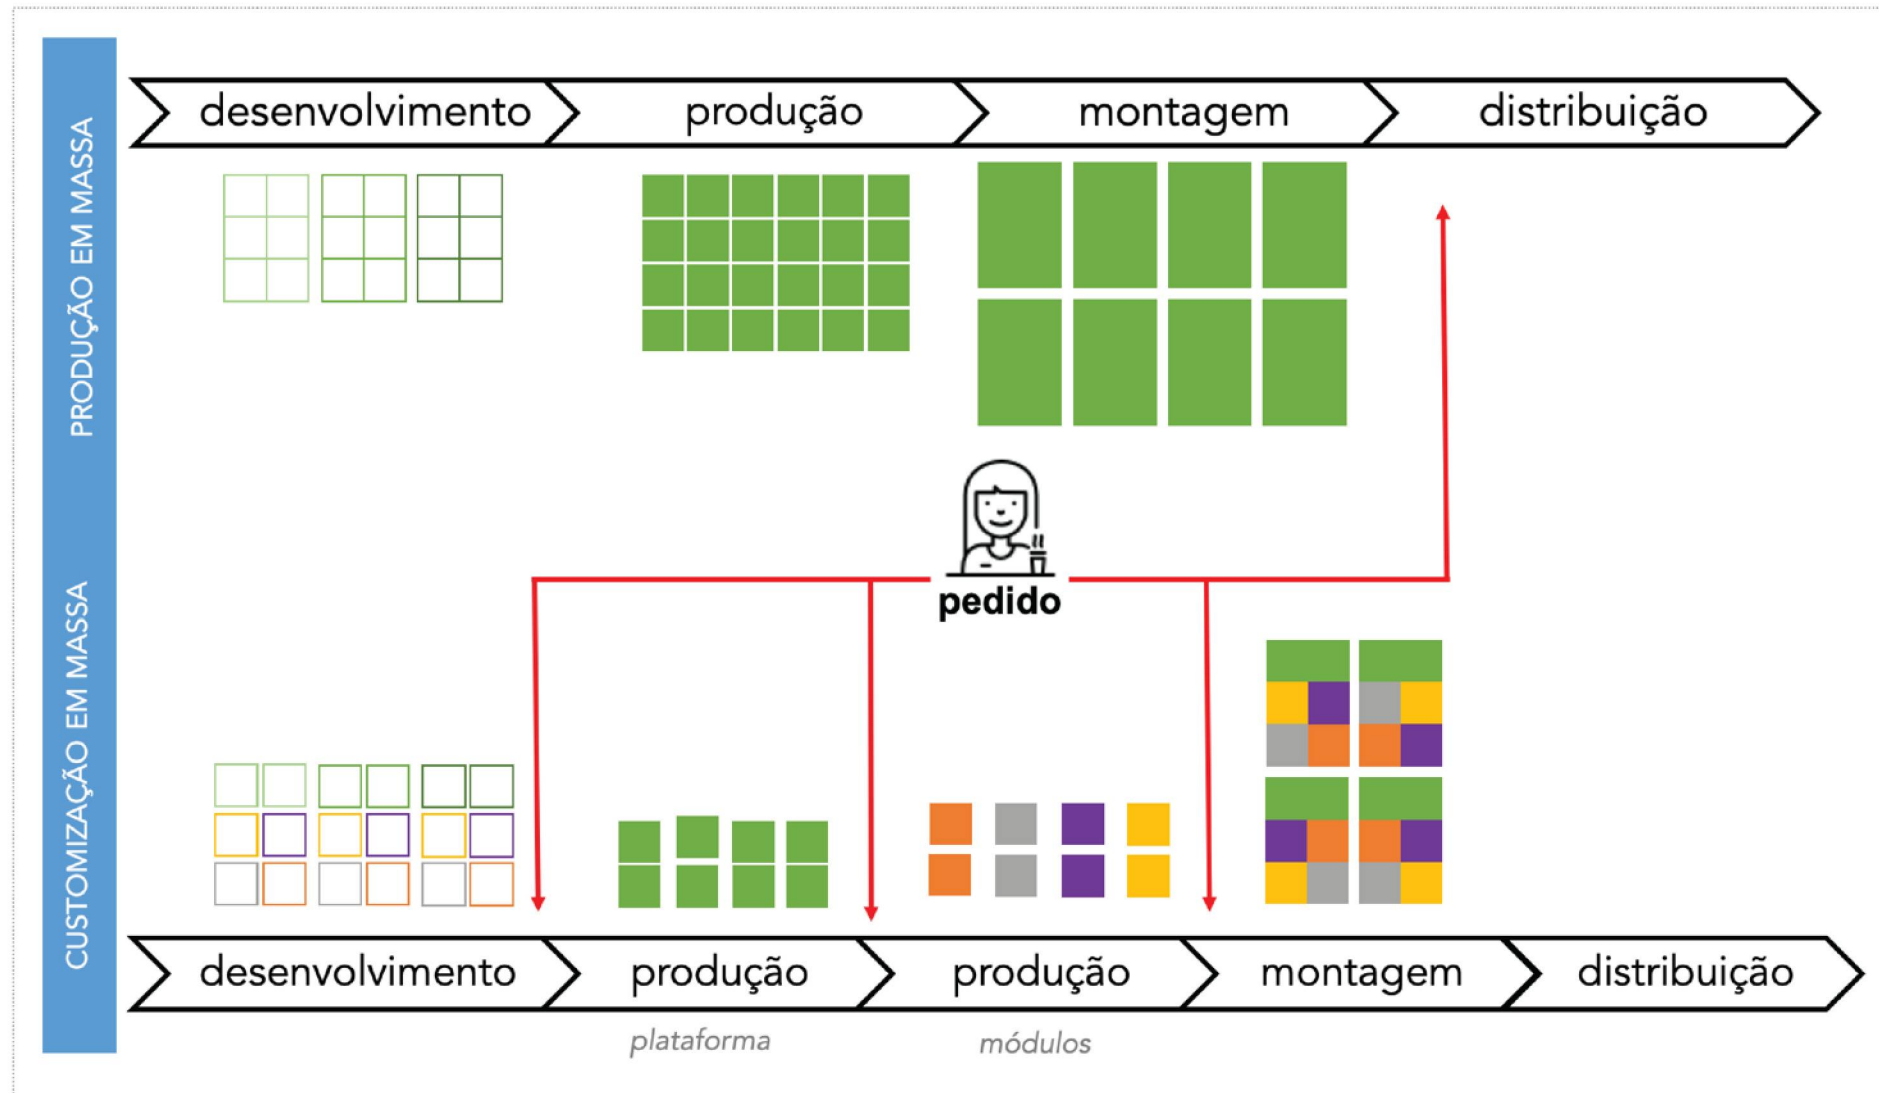 PRODUÇÃO EM MASSA
desenvolvimento
produção
montagem
distribuição
pedido
CUSTOMIZAÇÃO EM MASSA
desenvolvimento
produção
produção
montagem
distribuição
plataforma
módulos